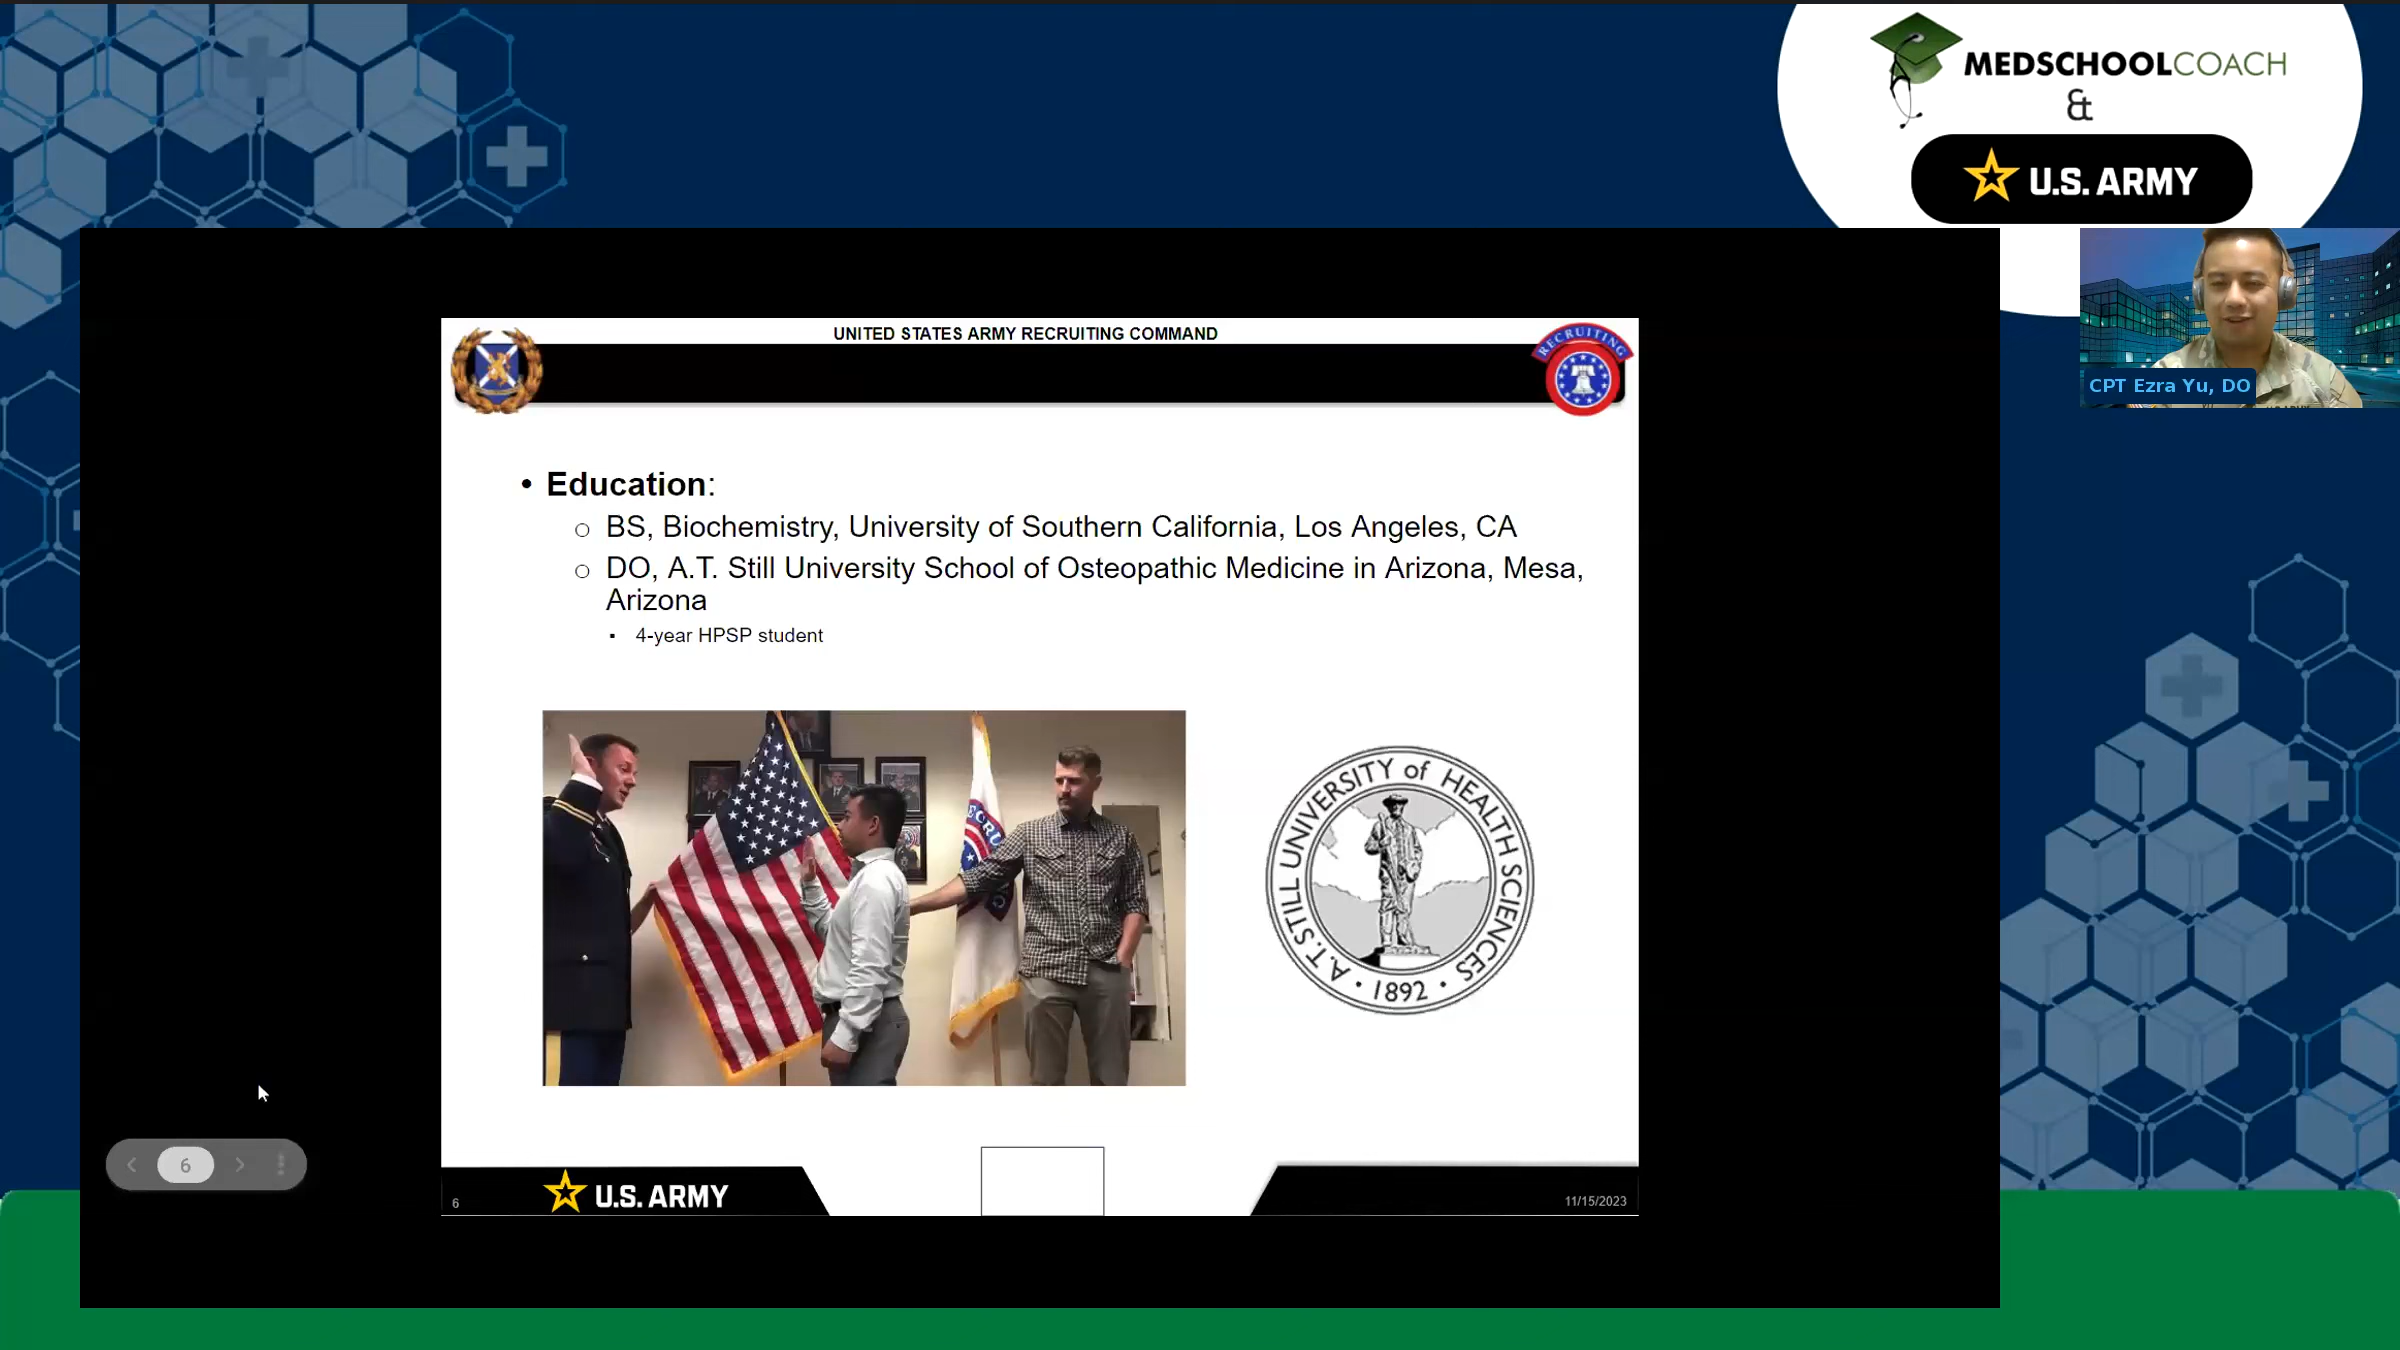 MEDSCHOOLCOACH
&
U.S. ARMY
CPT Ezra Yu, DO
UNITED STATES ARMY RECRUITING COMMAND
RECRUITING
• Education:
o BS, Biochemistry, University of Southern California, Los Angeles, CA
o DO, A.T. Still University School of Osteopathic Medicine in Arizona, Mesa,
Arizona
▪ 4-year HPSP student
A.T. STILL UNIVERSITY of HEALTH SCIENCES
• 1892 •
6
6
U.S. ARMY
11/15/2023